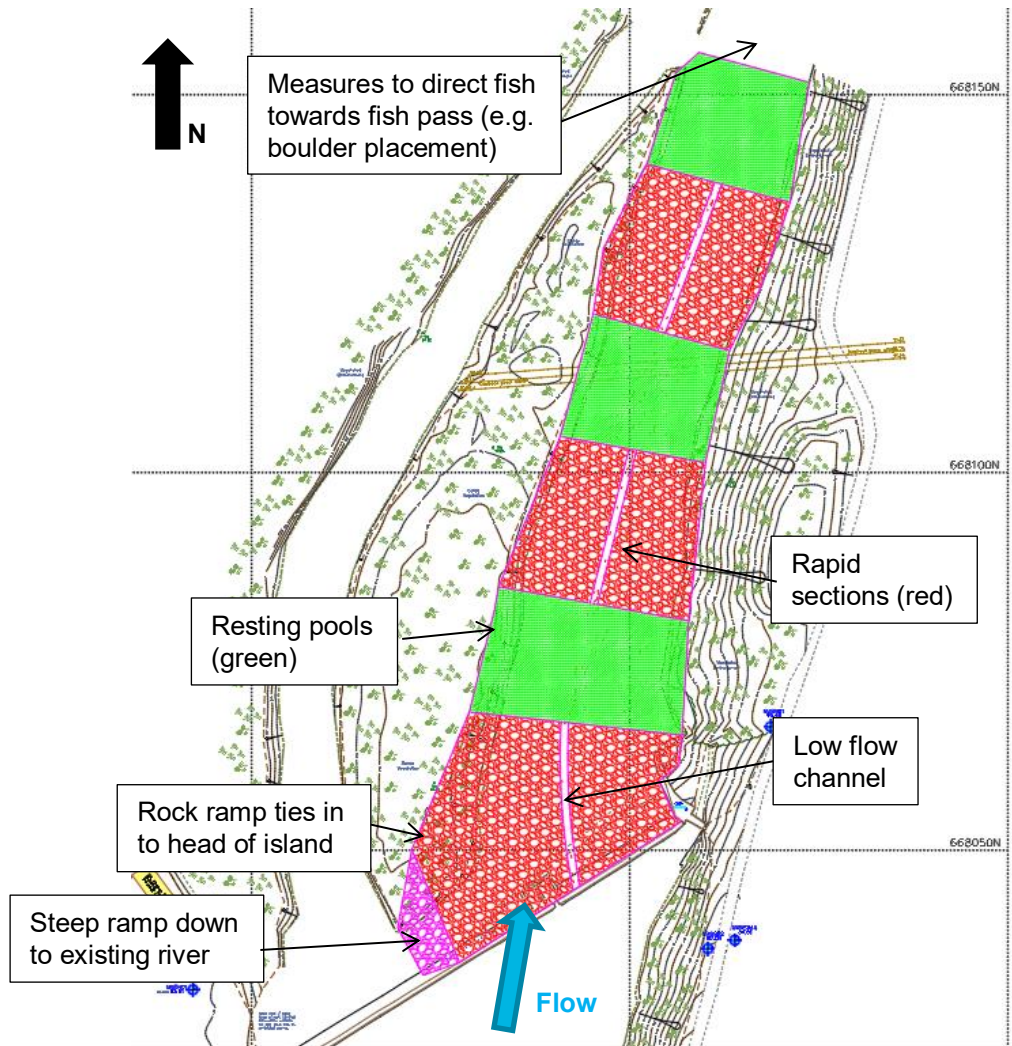 Measures to direct fish
towards fish pass (e.g.
boulder placement)
N
668150N
668100N
Rapid
sections (red)
Resting pools
(green)
Low flow
channel
Rock ramp ties in
to head of island
668050N
Steep ramp down
to existing river
Flow